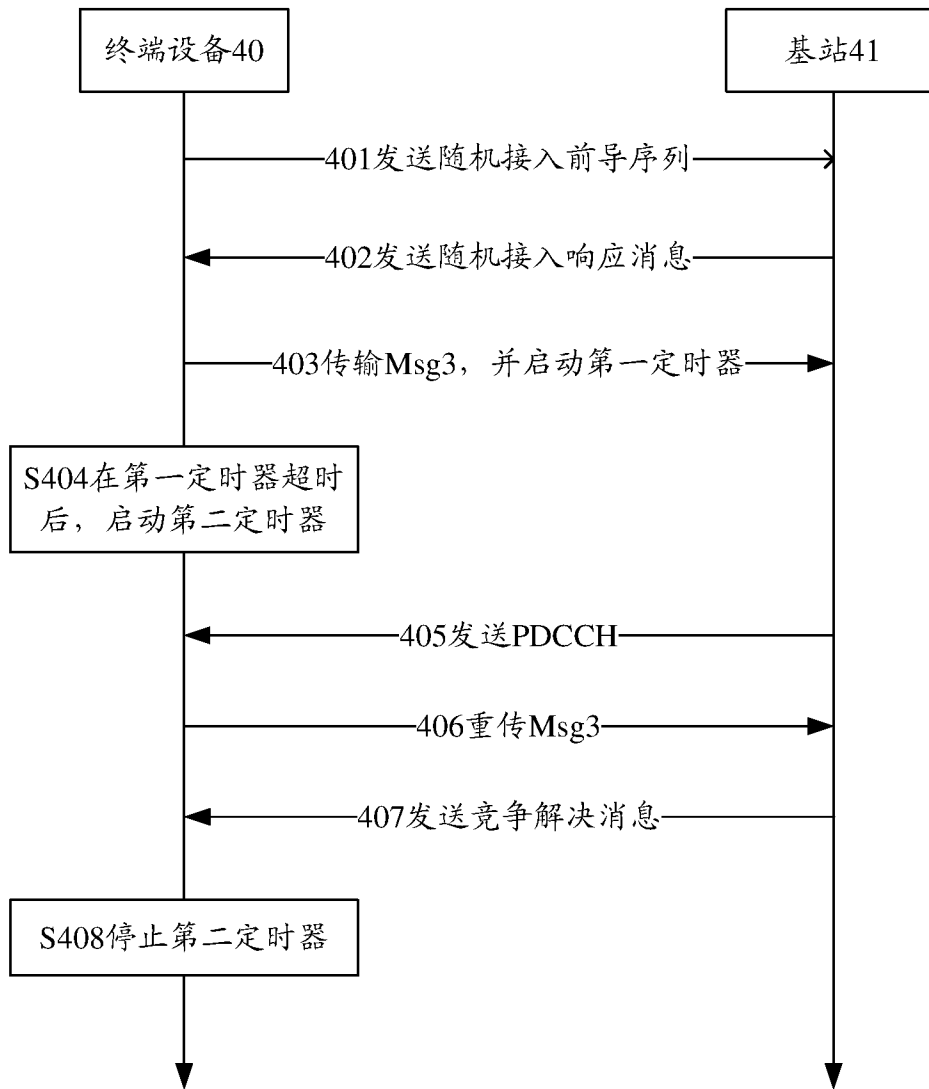 终端设备40
基站41
401发送随机接入前导序列
402发送随机接入响应消息
403传输Msg3，并启动第一定时器
S404在第一定时器超时
后，启动第二定时器
405发送PDCCH
406重传Msg3
407发送竞争解决消息
S408停止第二定时器